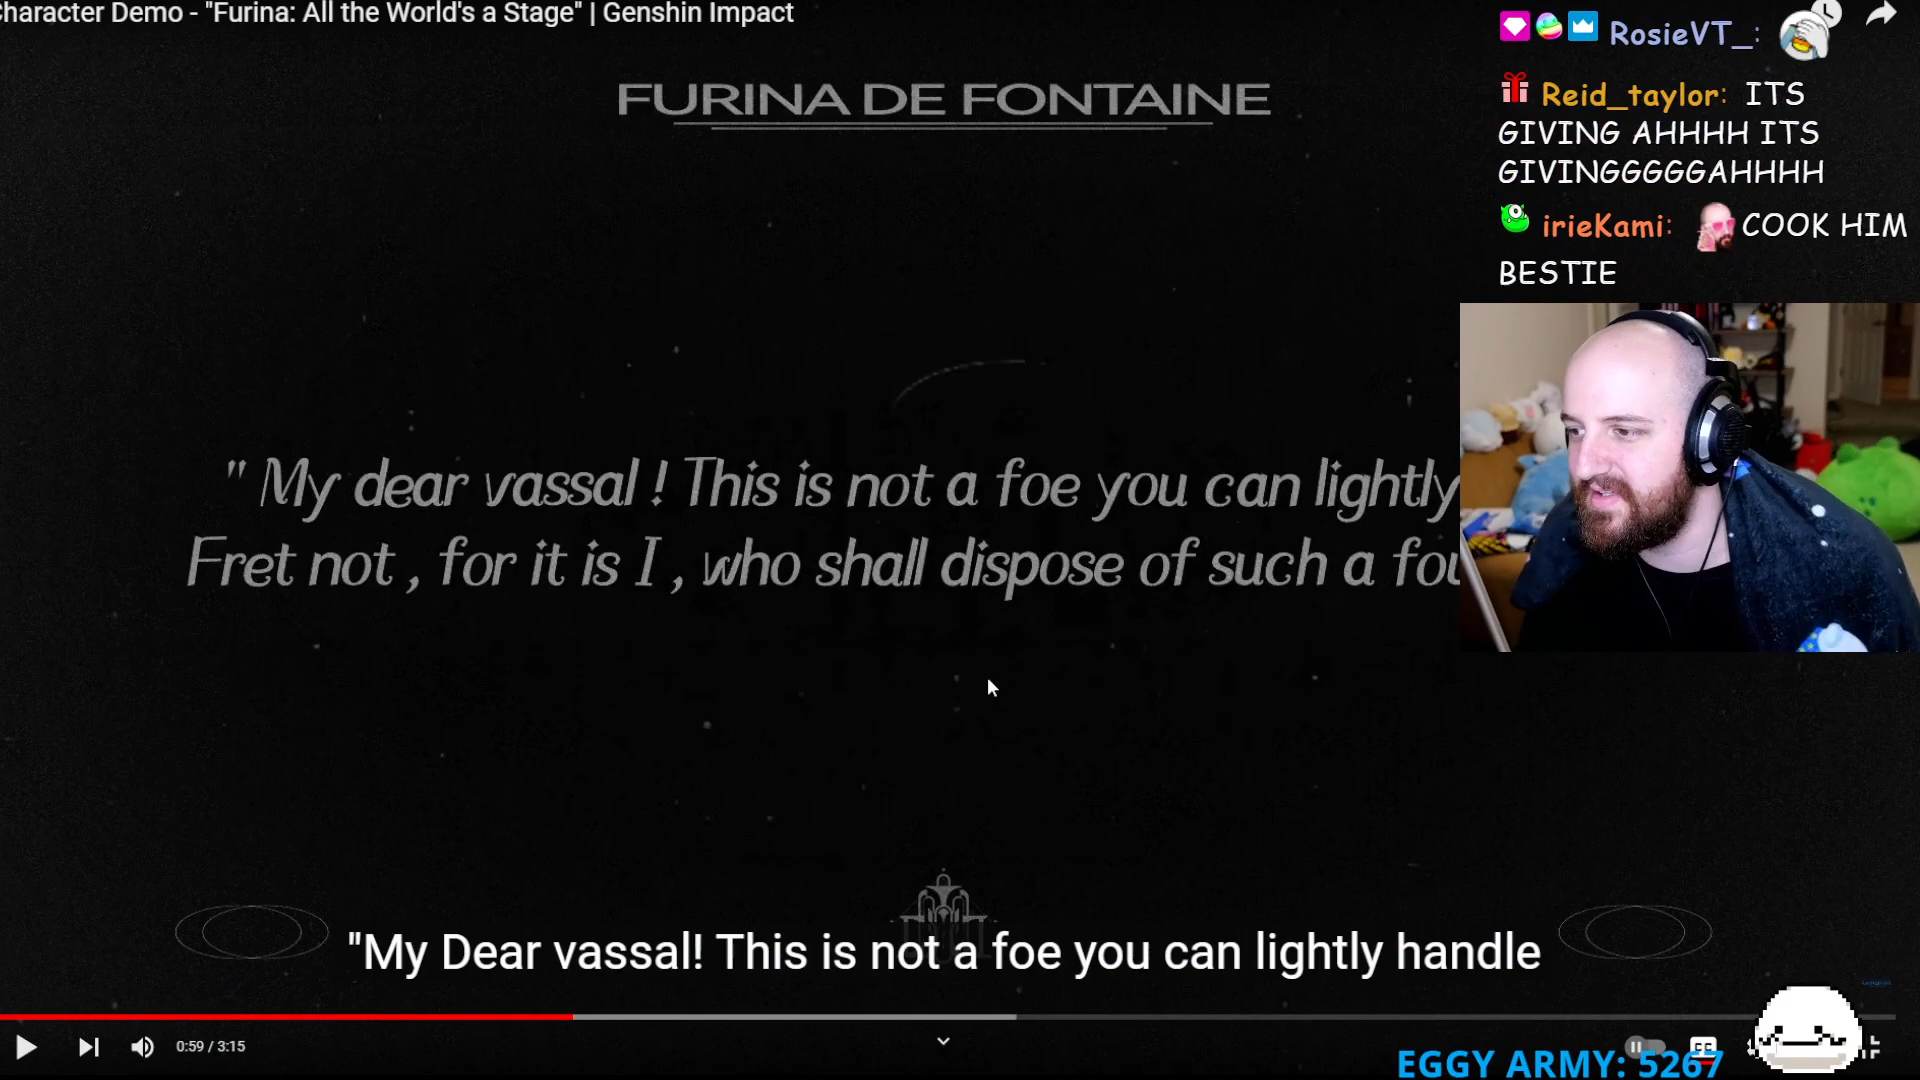 Character Demo - "Furina: All the World's a Stage" | Genshin Impact
FURINA DE FONTAINE
" My dear vassal ! This is not a foe you can lightly
Fret not , for it is I , who shall dispose of such a
RosieVT_:
Reid_taylor: ITS
GIVING AHHHH ITS
GIVINGGGGGAHHHH
irieKami: COOK HIM
BESTIE
"My Dear vassal! This is not a foe you can lightly handle
0:59 / 3:15
EGGY ARMY: 5267